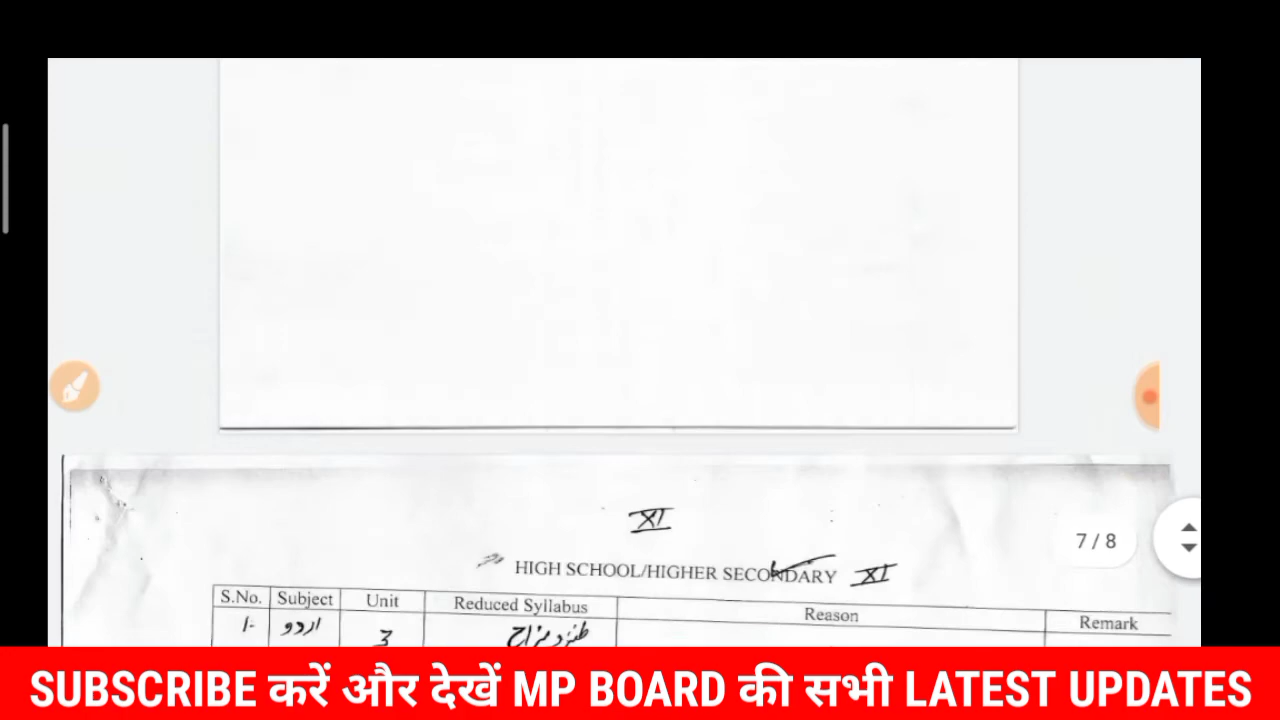 XI
HIGH SCHOOL/HIGHER SECONDARY XI
S.No. Subject Unit Reduced Syllabus Reason Remark
1- اردو 3 طنز و مزاح
7 / 8
SUBSCRIBE करें और देखें MP BOARD की सभी LATEST UPDATES